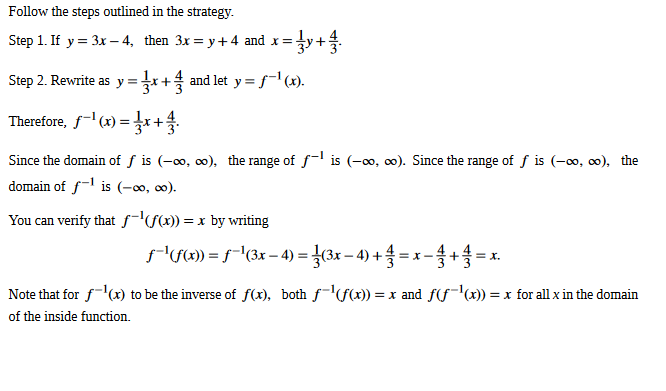 Follow the steps outlined in the strategy.
Step 1. If y = 3x − 4, then 3x = y + 4 and x = 1/3 y + 4/3.
Step 2. Rewrite as y = 1/3 x + 4/3 and let y = f⁻¹(x).
Therefore, f⁻¹(x) = 1/3 x + 4/3.
Since the domain of f is (−∞, ∞), the range of f⁻¹ is (−∞, ∞). Since the range of f is (−∞, ∞), the
domain of f⁻¹ is (−∞, ∞).
You can verify that f⁻¹(f(x)) = x by writing
f⁻¹(f(x)) = f⁻¹(3x − 4) = 1/3(3x − 4) + 4/3 = x − 4/3 + 4/3 = x.
Note that for f⁻¹(x) to be the inverse of f(x), both f⁻¹(f(x)) = x and f(f⁻¹(x)) = x for all x in the domain
of the inside function.